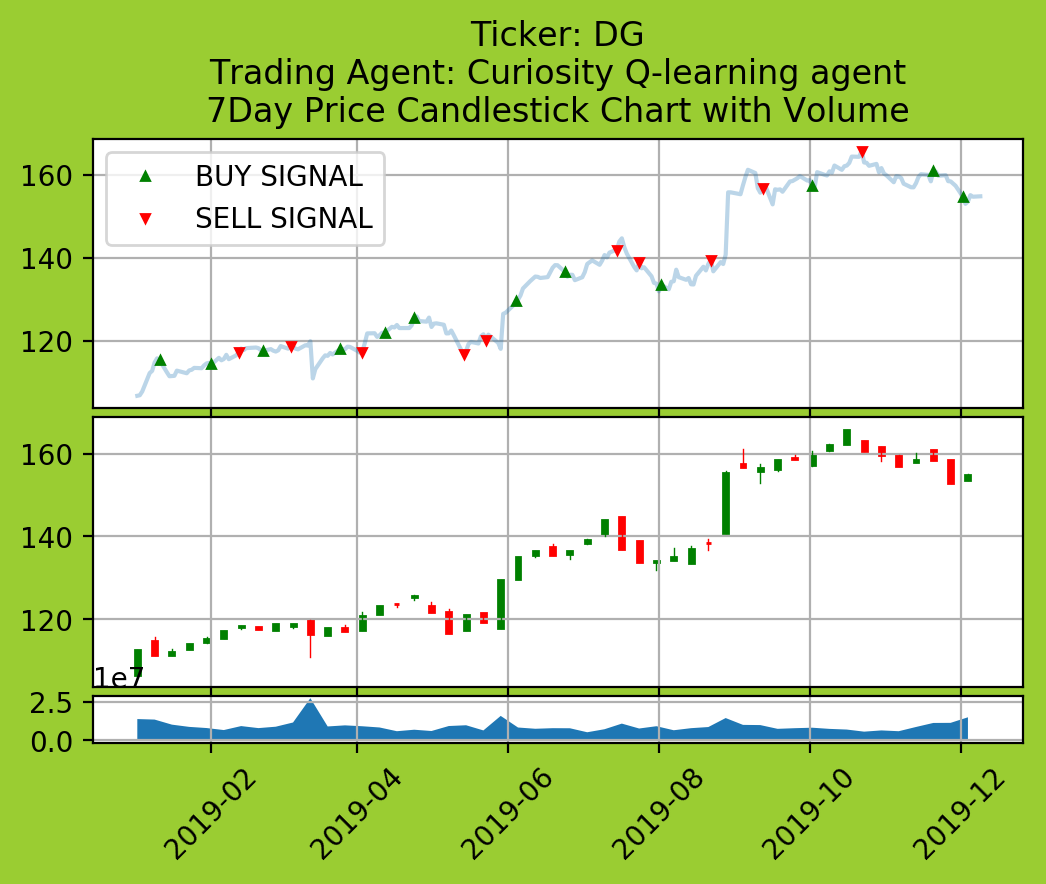 Ticker: DG
Trading Agent: Curiosity Q-learning agent
7Day Price Candlestick Chart with Volume
BUY SIGNAL
SELL SIGNAL
160
140
120
160
140
120
1e7
2.5
0.0
2019-02
2019-04
2019-06
2019-08
2019-10
2019-12